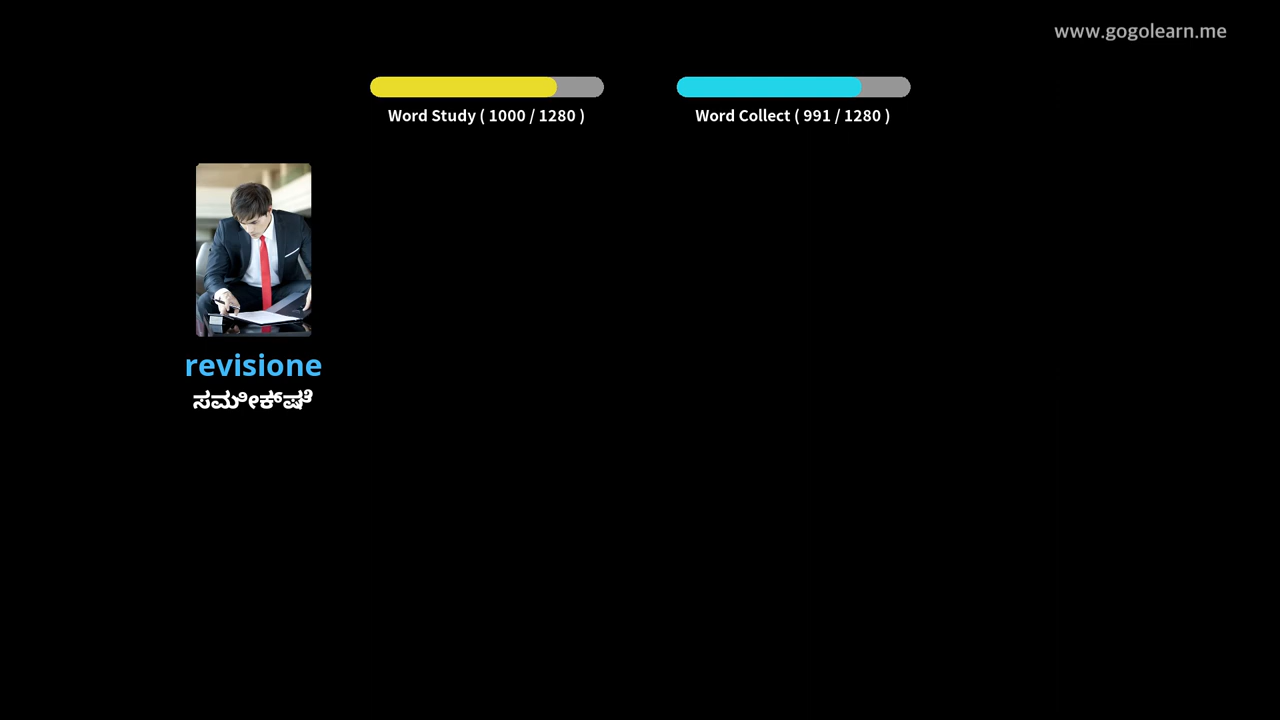 www.gogolearn.me
Word Study ( 1000 / 1280 )
Word Collect ( 991 / 1280 )
revisione
ಸಮೀಕ್ಷೆ